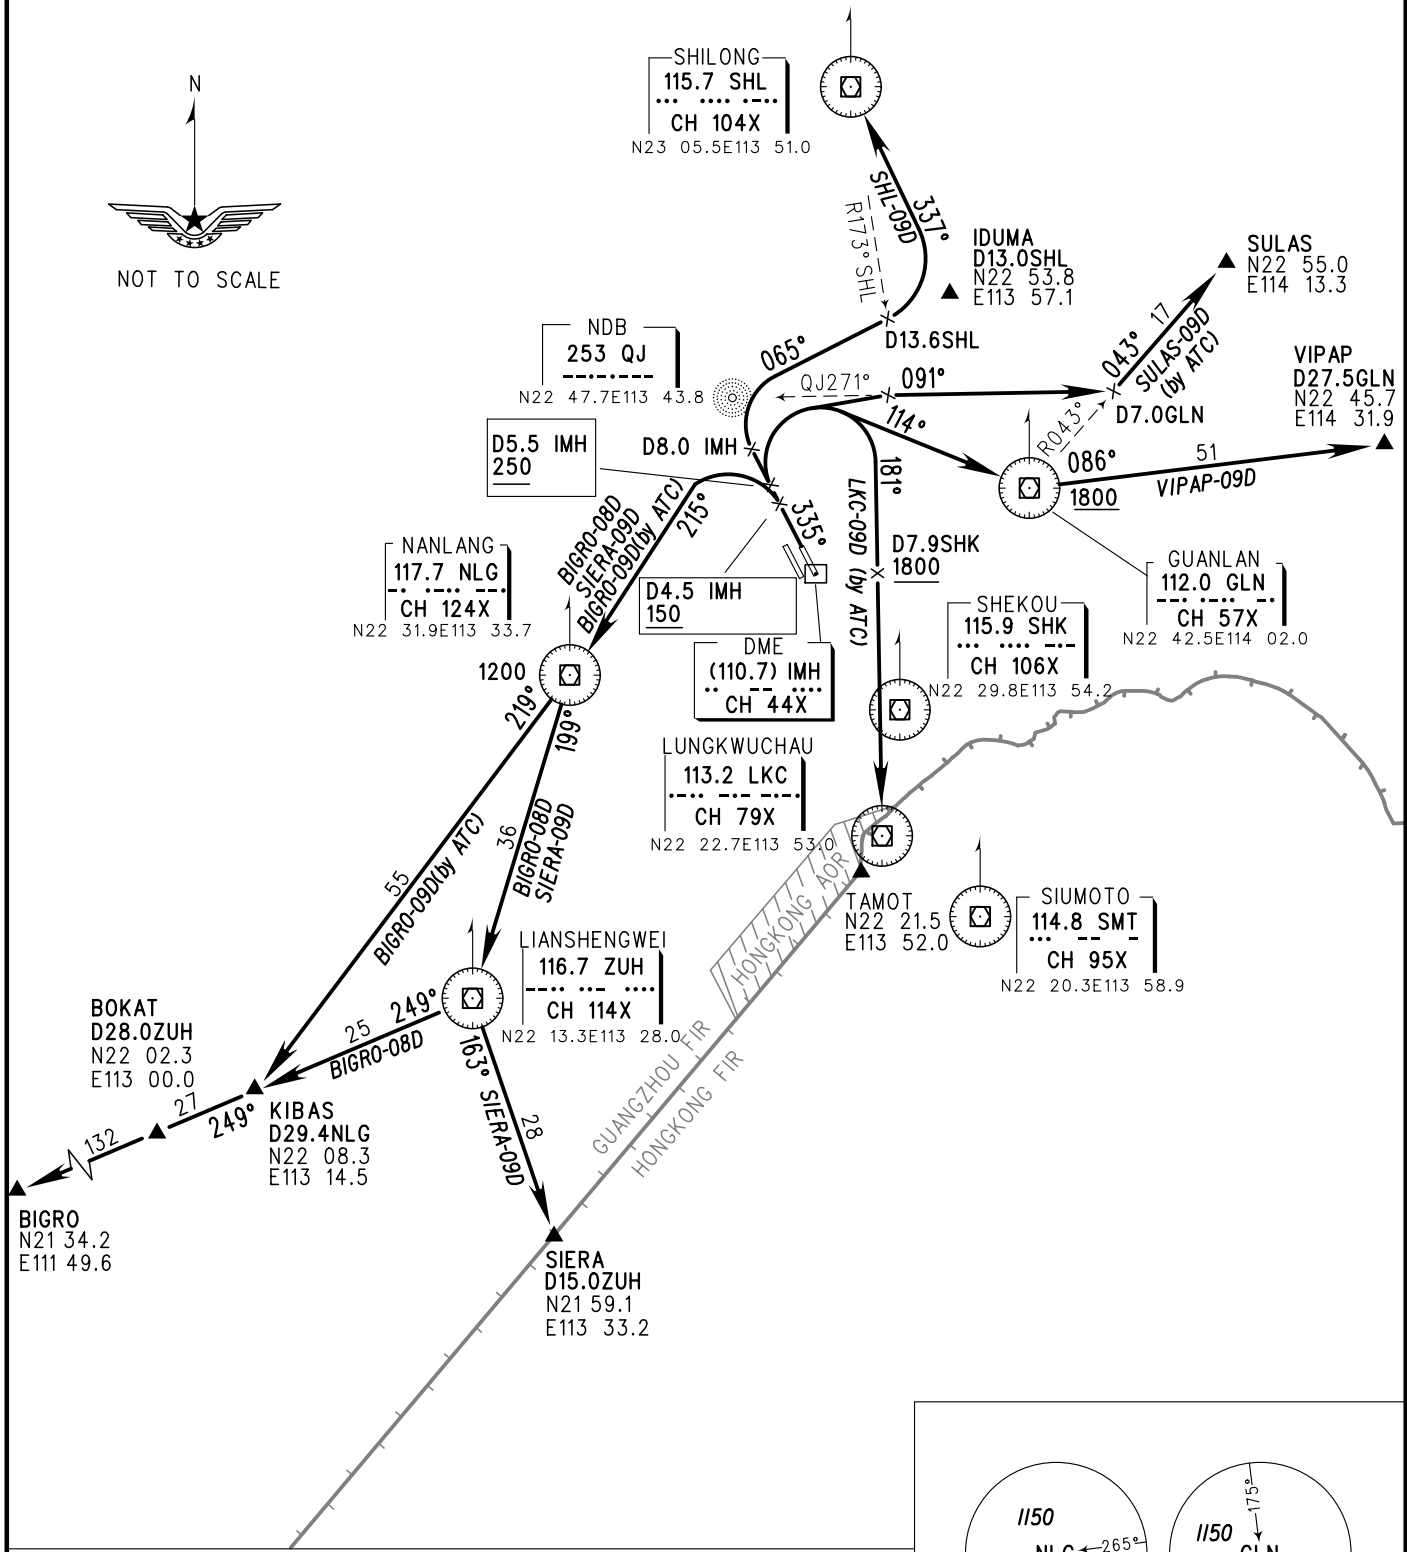 SHILONG
115.7 SHL
CH 104X
N23 05.5E113 51.0
N
NOT TO SCALE
SHL-09D
337°
R173° SHL
IDUMA
D13.0SHL
N22 53.8
E113 57.1
SULAS
N22 55.0
E114 13.3
NDB
253 QJ
N22 47.7E113 43.8
065°
D13.6SHL
QJ271°
091°
043°
17
SULAS-09D
(by ATC)
VIPAP
D27.5GLN
N22 45.7
E114 31.9
D7.0GLN
R043°
114°
D5.5 IMH
250
D8.0 IMH
086°
51
VIPAP-09D
1800
181°
LKC-09D (by ATC)
335°
215°
BIGRO-08D
SIERA-09D
BIGRO-09D(by ATC)
D7.9SHK
1800
NANLANG
117.7 NLG
CH 124X
N22 31.9E113 33.7
D4.5 IMH
150
GUANLAN
112.0 GLN
CH 57X
N22 42.5E114 02.0
SHEKOU
115.9 SHK
CH 106X
N22 29.8E113 54.2
DME
(110.7) IMH
CH 44X
1200
219°
199°
LUNGKWUCHAU
113.2 LKC
CH 79X
N22 22.7E113 53.0
55
BIGRO-09D(by ATC)
36
BIGRO-08D
SIERA-09D
HONGKONG AOR
TAMOT
N22 21.5
E113 52.0
SIUMOTO
114.8 SMT
CH 95X
N22 20.3E113 58.9
LIANSHENGWEI
116.7 ZUH
CH 114X
N22 13.3E113 28.0
BOKAT
D28.0ZUH
N22 02.3
E113 00.0
249°
25
BIGRO-08D
163°
SIERA-09D
28
GUANGZHOU FIR
HONGKONG FIR
27
249°
KIBAS
D29.4NLG
N22 08.3
E113 14.5
132
BIGRO
N21 34.2
E111 49.6
SIERA
D15.0ZUH
N21 59.1
E113 33.2
1150
NLG
265°
175°
1150
GLN